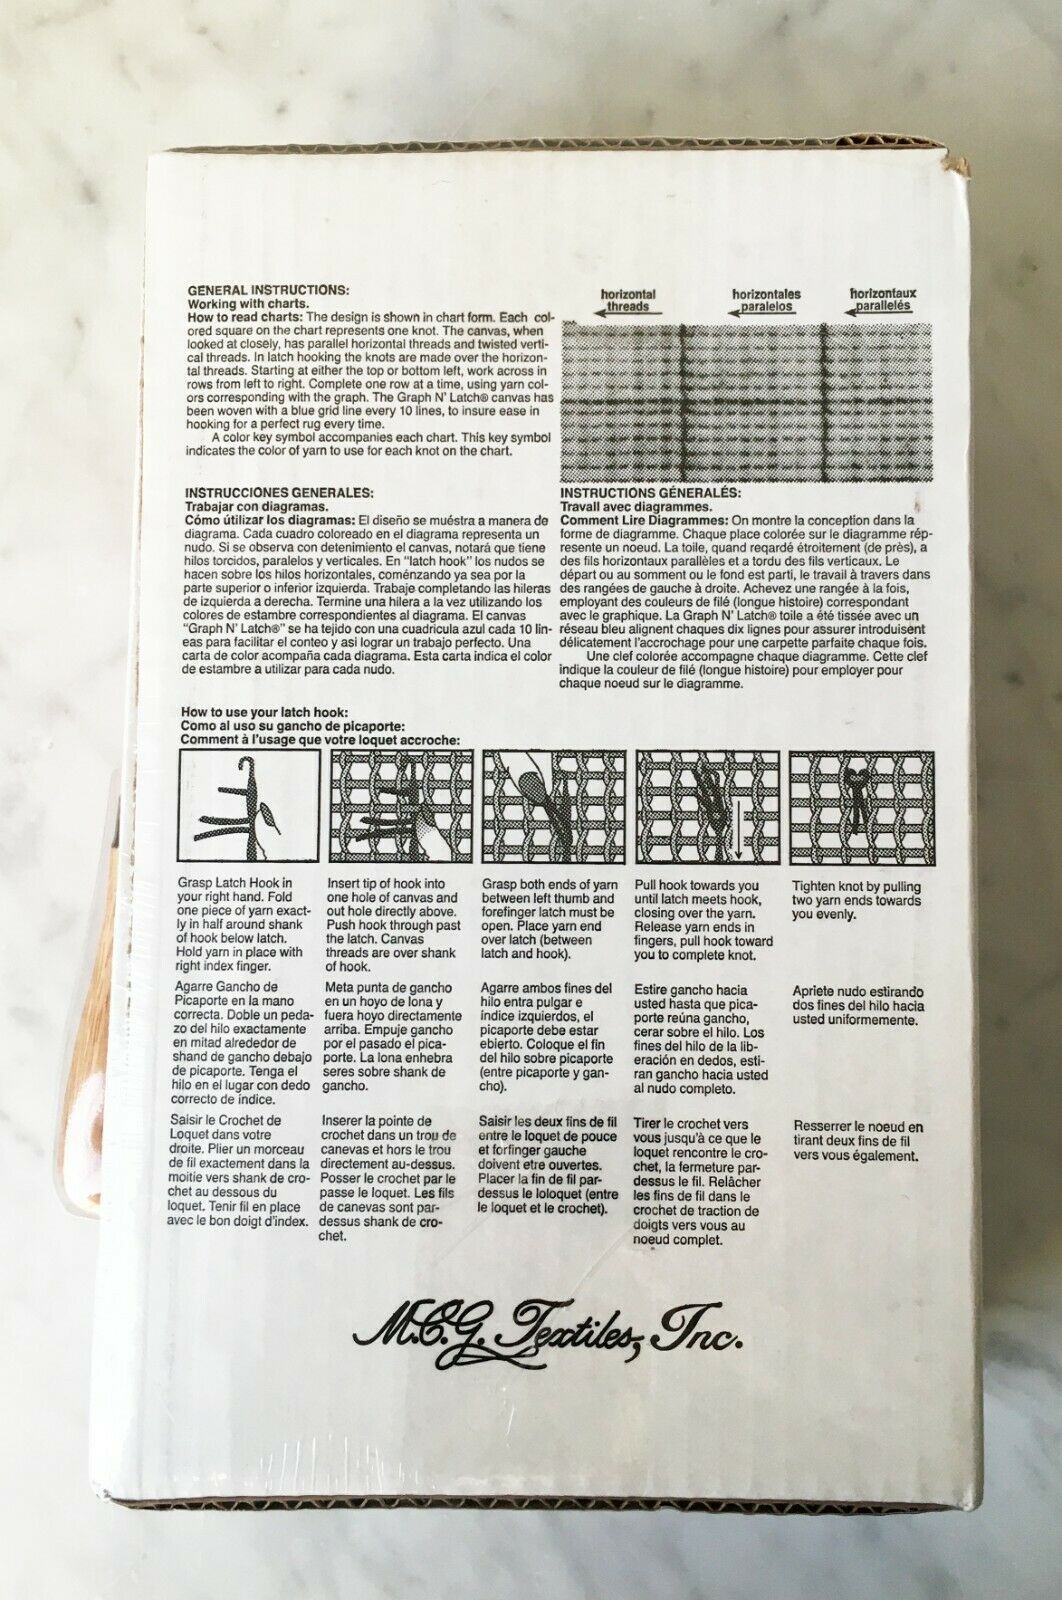 GENERAL INSTRUCTIONS:
Working with charts.
How to read charts: The design is shown in chart form. Each col-
ored square on the chart represents one knot. The canvas, when
looked at closely, has parallel horizontal threads and twisted verti-
cal threads. In latch hooking the knots are made over the horizon-
tal threads. Starting at either the top or bottom left, work across in
rows from left to right. Complete one row at a time, using yarn col-
ors corresponding with the graph. The Graph N' Latch® canvas has
been woven with a blue grid line every 10 lines, to insure ease in
hooking for a perfect rug every time.
A color key symbol accompanies each chart. This key symbol
indicates the color of yarn to use for each knot on the chart.
horizontal
threads
horizontales
paralelos
horizontaux
parallelés
INSTRUCCIONES GENERALES:
Trabajar con diagramas.
Cómo útilizar los diagramas: El diseño se muéstra a manera de
diagrama. Cada cuadro coloreado en el diagrama representa un
nudo. Si se observa con detenimiento el canvas, notará que tiene
hilos torcidos, paralelos y verticales. En "latch hook" los nudos se
hacen sobre los hilos horizontales, coménzando ya sea por la
parte superior o inferior izquierda. Trabaje completando las hileras
de izquierda a derecha. Termine una hilera a la vez utilizando los
colores de estambre correspondientes al diagrama. El canvas
"Graph N' Latch®" se ha tejido con una cuadricula azul cada 10 lin-
eas para facilitar el conteo y asi lograr un trabajo perfecto. Una
carta de color acompaña cada diagrama. Esta carta indica el color
de estambre a utilizar para cada nudo.
INSTRUCTIONS GÉNERALÉS:
Travall avec diagrammes.
Comment Lire Diagrammes: On montre la conception dans la
forme de diagramme. Chaque place colorée sur le diagramme rép-
resente un noeud. La toile, quand reqardé étroitement (de près), a
des fils horizontaux parallèles et a tordu des fils verticaux. Le
départ ou au somment ou le fond est parti, le travail à travers dans
des rangées de gauche à droite. Achevez une rangée à la fois,
employant des couleurs de filé (longue histoire) correspondant
avec le graphique. La Graph N' Latch® toile a été tissée avec un
réseau bleu alignent chaques dix lignes pour assurer introduisent
délicatement l'accrochage pour une carpette parfaite chaque fois.
Une clef colorée accompagne chaque diagramme. Cette clef
indique la couleur de filé (longue histoire) pour employer pour
chaque noeud sur le diagramme.
How to use your latch hook:
Como al uso su gancho de picaporte:
Comment à l'usage que votre loquet accroche:
Grasp Latch Hook in
your right hand. Fold
one piece of yarn exact-
ly in half around shank
of hook below latch.
Hold yarn in place with
right index finger.
Insert tip of hook into
one hole of canvas and
out hole directly above.
Push hook through past
the latch. Canvas
threads are over shank
of hook.
Grasp both ends of yarn
between left thumb and
forefinger latch must be
open. Place yarn end
over latch (between
latch and hook).
Pull hook towards you
until latch meets hook,
closing over the yarn.
Release yarn ends in
fingers, pull hook toward
you to complete knot.
Tighten knot by pulling
two yarn ends towards
you evenly.
Agarre Gancho de
Picaporte en la mano
correcta. Doble un peda-
zo del hilo exactamente
en mitad alrededor de
shand de gancho debajo
de picaporte. Tenga el
hilo en el lugar con dedo
correcto de índice.
Meta punta de gancho
en un hoyo de lona y
fuera hoyo directamente
arriba. Empuje gancho
por el pasado el pica-
porte. La lona enhebra
seres sobre shank de
gancho.
Agarre ambos fines del
hilo entra pulgar e
índice izquierdos, el
picaporte debe estar
ebierto. Coloque el fin
del hilo sobre picaporte
(entre picaporte y gan-
cho).
Estire gancho hacia
usted hasta que pica-
porte reúna gancho,
cerar sobre el hilo. Los
fines del hilo de la lib-
eración en dedos, esti-
ran gancho hacia usted
al nudo completo.
Apriete nudo estirando
dos fines del hilo hacia
usted uniformemente.
Saisir le Crochet de
Loquet dans votre
droite. Plier un morceau
de fil exactement dans la
moitie vers shank de cro-
chet au dessous du
loquet. Tenir fil en place
avec le bon doigt d'index.
Inserer la pointe de
crochet dans un trou de
canevas et hors le trou
directement au-dessus.
Posser le crochet par le
passe le loquet. Les fils
de canevas sont par-
dessus shank de cro-
chet.
Saisir les deux fins de fil
entre le loquet de pouce
et forfinger gauche
doivent etre ouvertes.
Placer la fin de fil par-
dessus le loloquet (entre
le loquet et le crochet).
Tirer le crochet vers
vous jusqu'à ce que le
loquet rencontre le cro-
chet, la fermeture par-
dessus le fil. Relâcher
les fins de fil dans le
crochet de traction de
doigts vers vous au
noeud complet.
Resserrer le noeud en
tirant deux fins de fil
vers vous également.
M.C.G. Textiles, Inc.